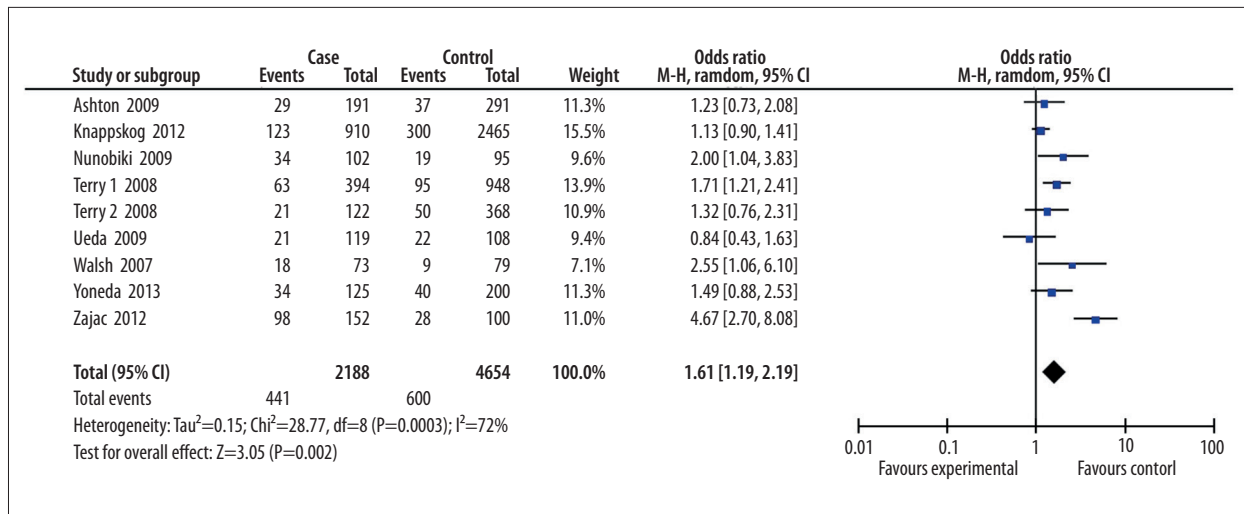 Case Control Odds ratio Odds ratio
Study or subgroup Events Total Events Total Weight M-H, ramdom, 95% CI M-H, ramdom, 95% CI
Ashton 2009 29 191 37 291 11.3% 1.23 [0.73, 2.08]
Knappskog 2012 123 910 300 2465 15.5% 1.13 [0.90, 1.41]
Nunobiki 2009 34 102 19 95 9.6% 2.00 [1.04, 3.83]
Terry 1 2008 63 394 95 948 13.9% 1.71 [1.21, 2.41]
Terry 2 2008 21 122 50 368 10.9% 1.32 [0.76, 2.31]
Ueda 2009 21 119 22 108 9.4% 0.84 [0.43, 1.63]
Walsh 2007 18 73 9 79 7.1% 2.55 [1.06, 6.10]
Yoneda 2013 34 125 40 200 11.3% 1.49 [0.88, 2.53]
Zajac 2012 98 152 28 100 11.0% 4.67 [2.70, 8.08]
Total (95% CI) 2188 4654 100.0% 1.61 [1.19, 2.19]
Total events 441 600
Heterogeneity: Tau²=0.15; Chi²=28.77, df=8 (P=0.0003); I²=72%
Test for overall effect: Z=3.05 (P=0.002)
0.01 0.1 1 10 100
Favours experimental Favours contorl